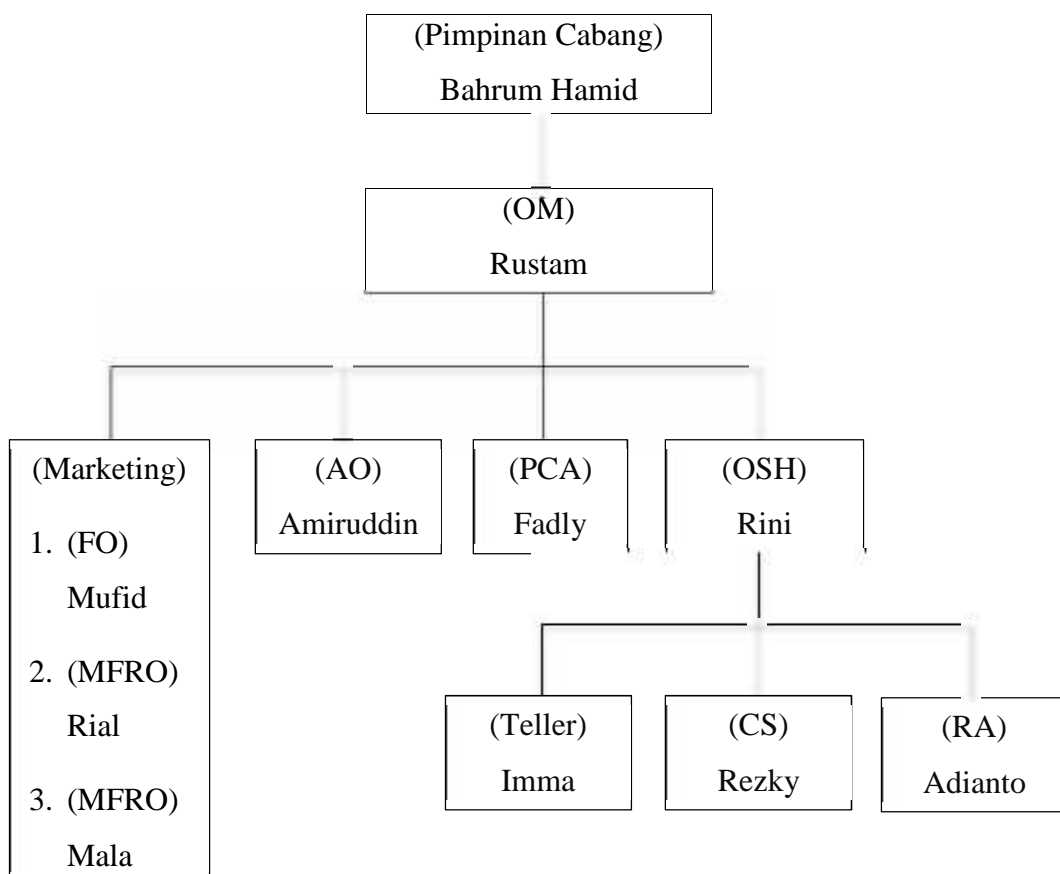 (Pimpinan Cabang)
Bahrum Hamid
(OM)
Rustam
(Marketing)
1. (FO)
Mufid
2. (MFRO)
Rial
3. (MFRO)
Mala
(AO)
Amiruddin
(PCA)
Fadly
(OSH)
Rini
(Teller)
Imma
(CS)
Rezky
(RA)
Adianto